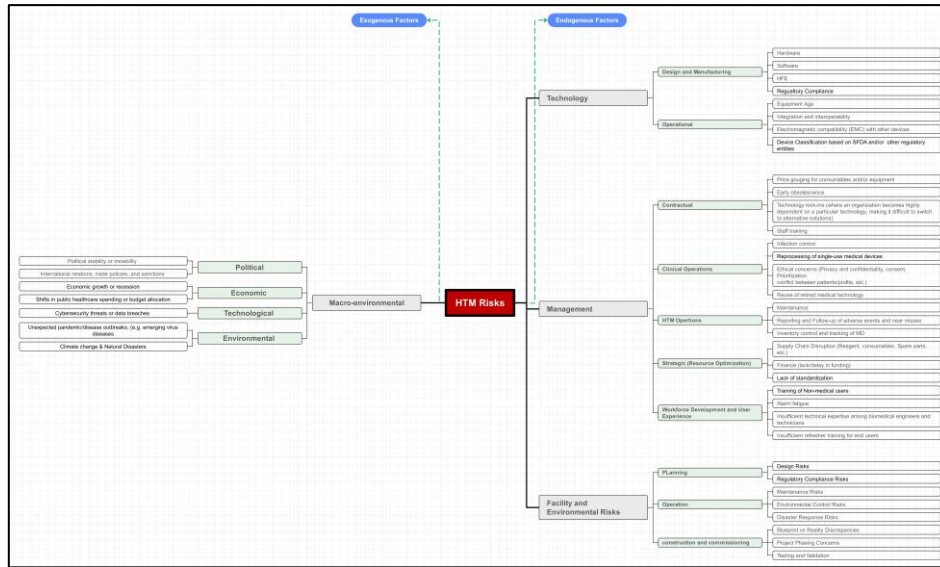 Exogenous Factors
Endogenous Factors
HTM Risks
Macro-environmental
Political
Political stability or instability
International relations, trade policies, and sanctions
Economic
Economic growth or recession
Shifts in public healthcare spending or budget allocation
Technological
Cybersecurity threats or data breaches
Environmental
Unexpected pandemic/disease outbreaks; (e.g. emerging virus
diseases
Climate change & Natural Disasters
Technology
Design and Manufacturing
Hardware
Software
HFE
Regualtory Compliance
Operational
Equipment Age
Integration and interoperability
Electromagnetic compatibility (EMC) with other devices
Device Classification based on SFDA and/or .other regulatory
entities
Management
Contractual
Price gouging for consumables and/or equipment
Early obsolescence
Technology lock-ins (where an organization becomes highly
dependent on a particular technology, making it difficult to switch
to alternative solutions)
Staff training
Clinical Operations
Infection control
Reprocessing of single-use medical devices
Ethical concerns (Privacy and confidentiality, consent,
Prioritization
conflict between patients/profits, etc.)
Reuse of retired medical technology
HTM Opertions
Maintenance
Reporting and Follow-up of adverse events and near misses
Inventory control and tracking of MD
Strategic (Resource Optimization)
Supply Chain Disruption (Reagent, consumables, Spare parts,
etc.)
Finance (lack/delay in funding)
Lack of standardization
Workforce Development and User
Experience
Training of Non-medical users
Alarm fatigue
Insufficient technical expertise among biomedical engineers and
technicians
Insufficient refresher training for end users
Facility and
Environmental Risks
PLanning
Design Risks
Regulatory Compliance Risks
Operation
Maintenance Risks
Environmental Control Risks
Disaster Response Risks
construction and commissioning
Blueprint vs Reality Discrepancies
Project Phasing Concerns
Testing and Validation